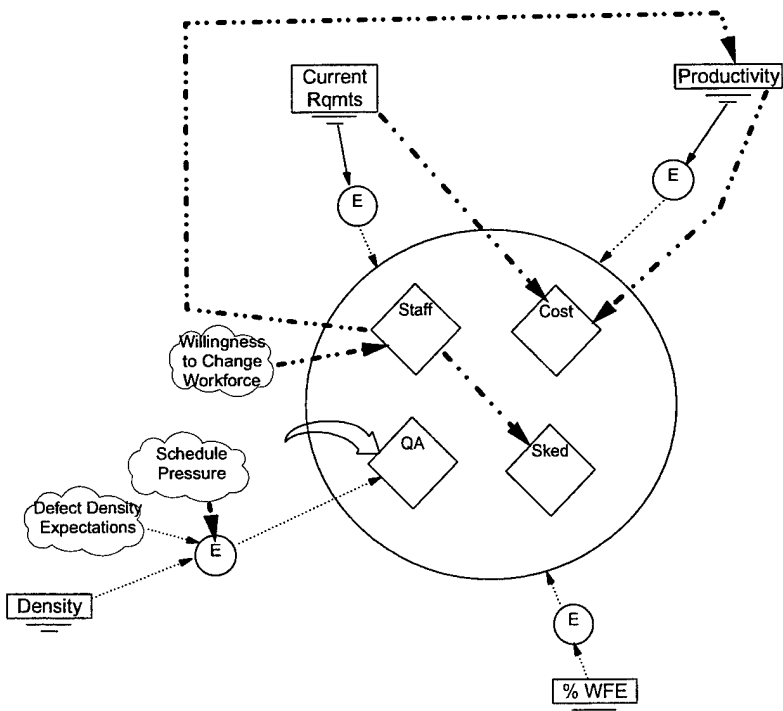 Current
Rqmts
Productivity
E
E
Staff
Cost
Willingness
to Change
Workforce
QA
Sked
Schedule
Pressure
Defect Density
Expectations
E
Density
E
% WFE